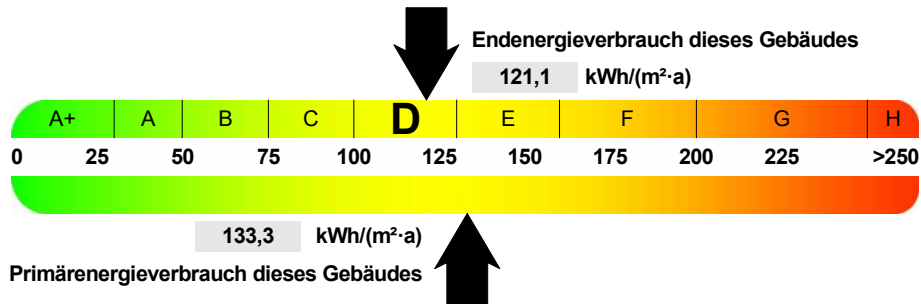 Endenergieverbrauch dieses Gebäudes
121,1 kWh/(m²·a)
A+ A B C D E F G H
0 25 50 75 100 125 150 175 200 225 >250
133,3 kWh/(m²·a)
Primärenergieverbrauch dieses Gebäudes